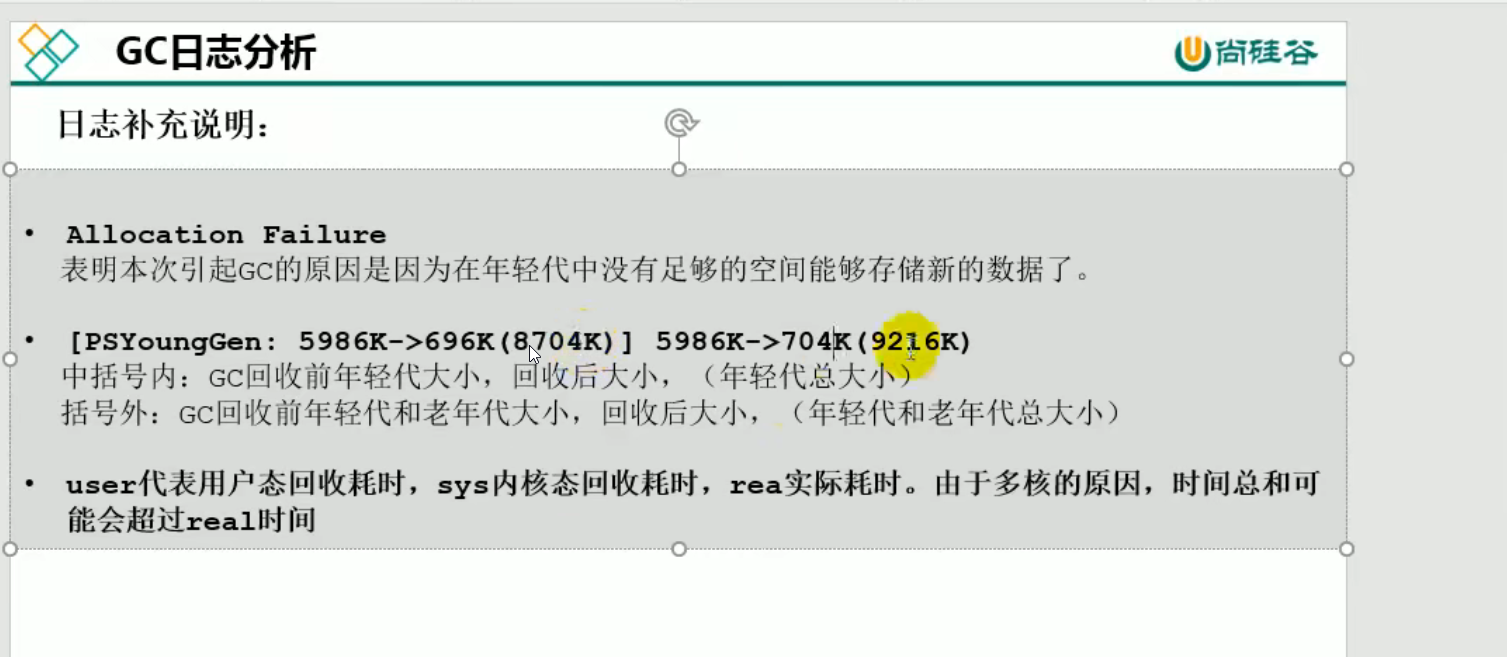 GC日志分析
尚硅谷
日志补充说明：
• Allocation Failure
表明本次引起GC的原因是因为在年轻代中没有足够的空间能够存储新的数据了。
• [PSYoungGen: 5986K->696K(8704K)] 5986K->704K(9216K)
中括号内：GC回收前年轻代大小，回收后大小，（年轻代总大小）
括号外：GC回收前年轻代和老年代大小，回收后大小，（年轻代和老年代总大小）
• user代表用户态回收耗时，sys内核态回收耗时，rea实际耗时。由于多核的原因，时间总和可
能会超过real时间